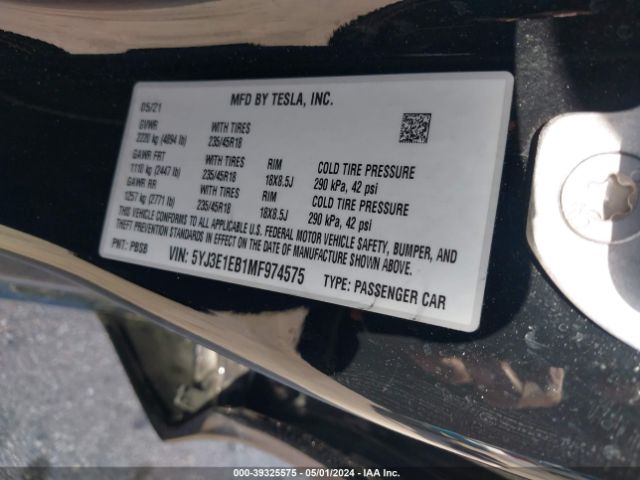 MFD BY TESLA, INC.
05/21
GVWR WITH TIRES
2220 kg (4894 lb) 235/45R18
GAWR FRT WITH TIRES RIM COLD TIRE PRESSURE
1110 kg (2447 lb) 235/45R18 18X8.5J 290 kPa, 42 psi
GAWR RR WITH TIRES RIM COLD TIRE PRESSURE
1257 kg (2771 lb) 235/45R18 18X8.5J 290 kPa, 42 psi
THIS VEHICLE CONFORMS TO ALL APPLICABLE U.S. FEDERAL MOTOR VEHICLE SAFETY, BUMPER, AND
THEFT PREVENTION STANDARDS IN EFFECT ON THE DATE OF MANUFACTURE SHOWN ABOVE.
PNT: PBSB VIN: 5YJ3E1EB1MF974575 TYPE: PASSENGER CAR
000-39325575 - 05/01/2024 - IAA Inc.